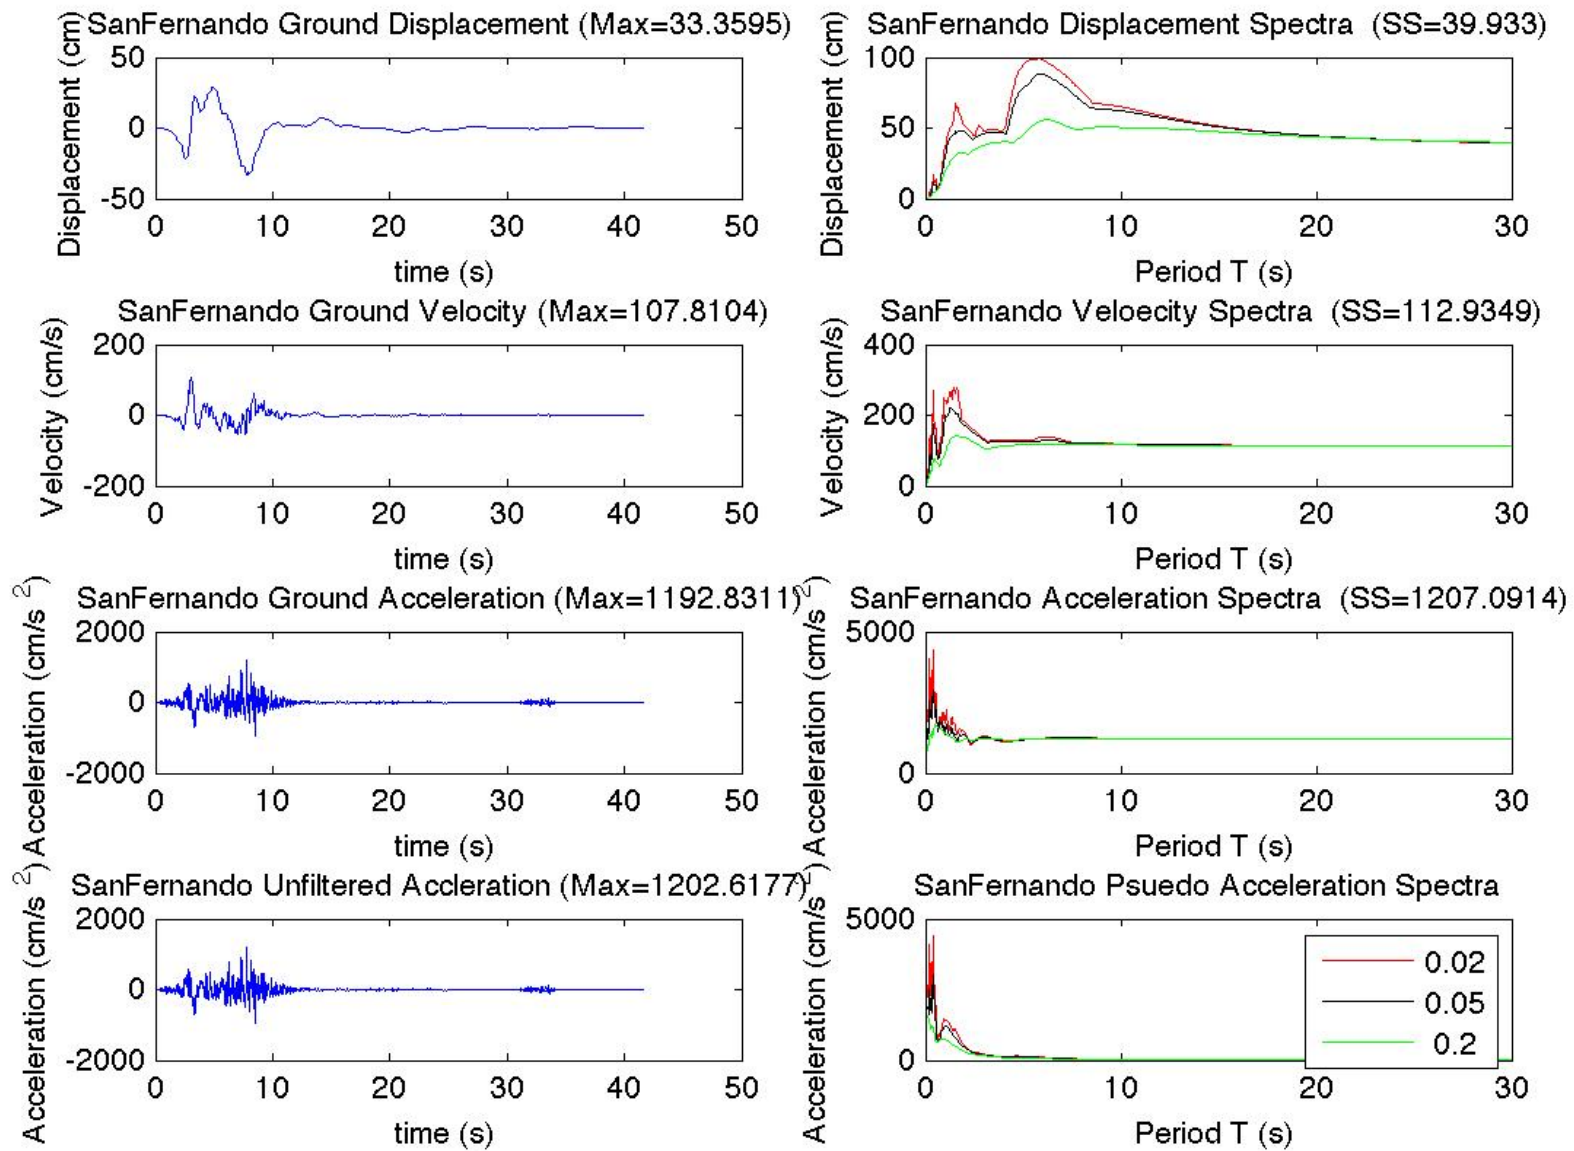 SanFernando Ground Displacement (Max=33.3595)
Displacement (cm)
50
0
-50
0 10 20 30 40 50
time (s)
SanFernando Displacement Spectra (SS=39.933)
Displacement (cm)
100
50
0
0 10 20 30
Period T (s)
SanFernando Ground Velocity (Max=107.8104)
Velocity (cm/s)
200
0
-200
0 10 20 30 40 50
time (s)
SanFernando Veloecity Spectra (SS=112.9349)
Velocity (cm/s)
400
200
0
0 10 20 30
Period T (s)
SanFernando Ground Acceleration (Max=1192.8311)
Acceleration (cm/s 2)
2000
0
-2000
0 10 20 30 40 50
time (s)
SanFernando Acceleration Spectra (SS=1207.0914)
Acceleration (cm/s 2)
5000
0
0 10 20 30
Period T (s)
SanFernando Unfiltered Accleration (Max=1202.6177)
Acceleration (cm/s 2)
2000
0
-2000
0 10 20 30 40 50
time (s)
SanFernando Psuedo Acceleration Spectra
Acceleration (cm/s 2)
5000
0
0 10 20 30
Period T (s)
0.02
0.05
0.2